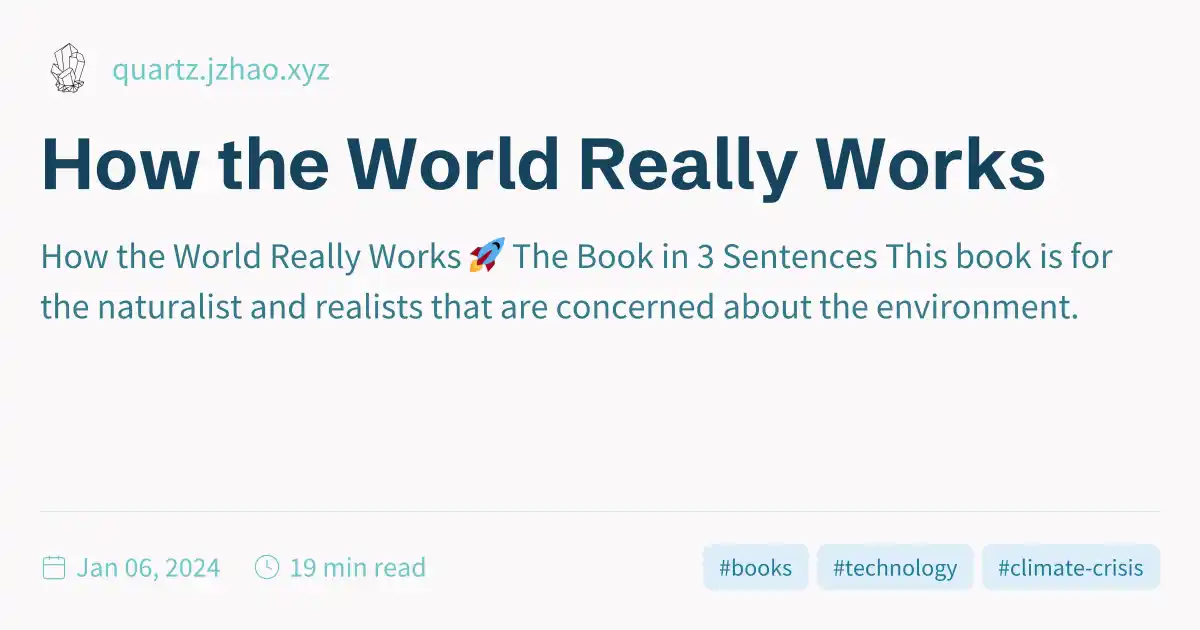 quartz.jzhao.xyz
How the World Really Works
How the World Really Works 🚀 The Book in 3 Sentences This book is for
the naturalist and realists that are concerned about the environment.
Jan 06, 2024 19 min read #books #technology #climate-crisis